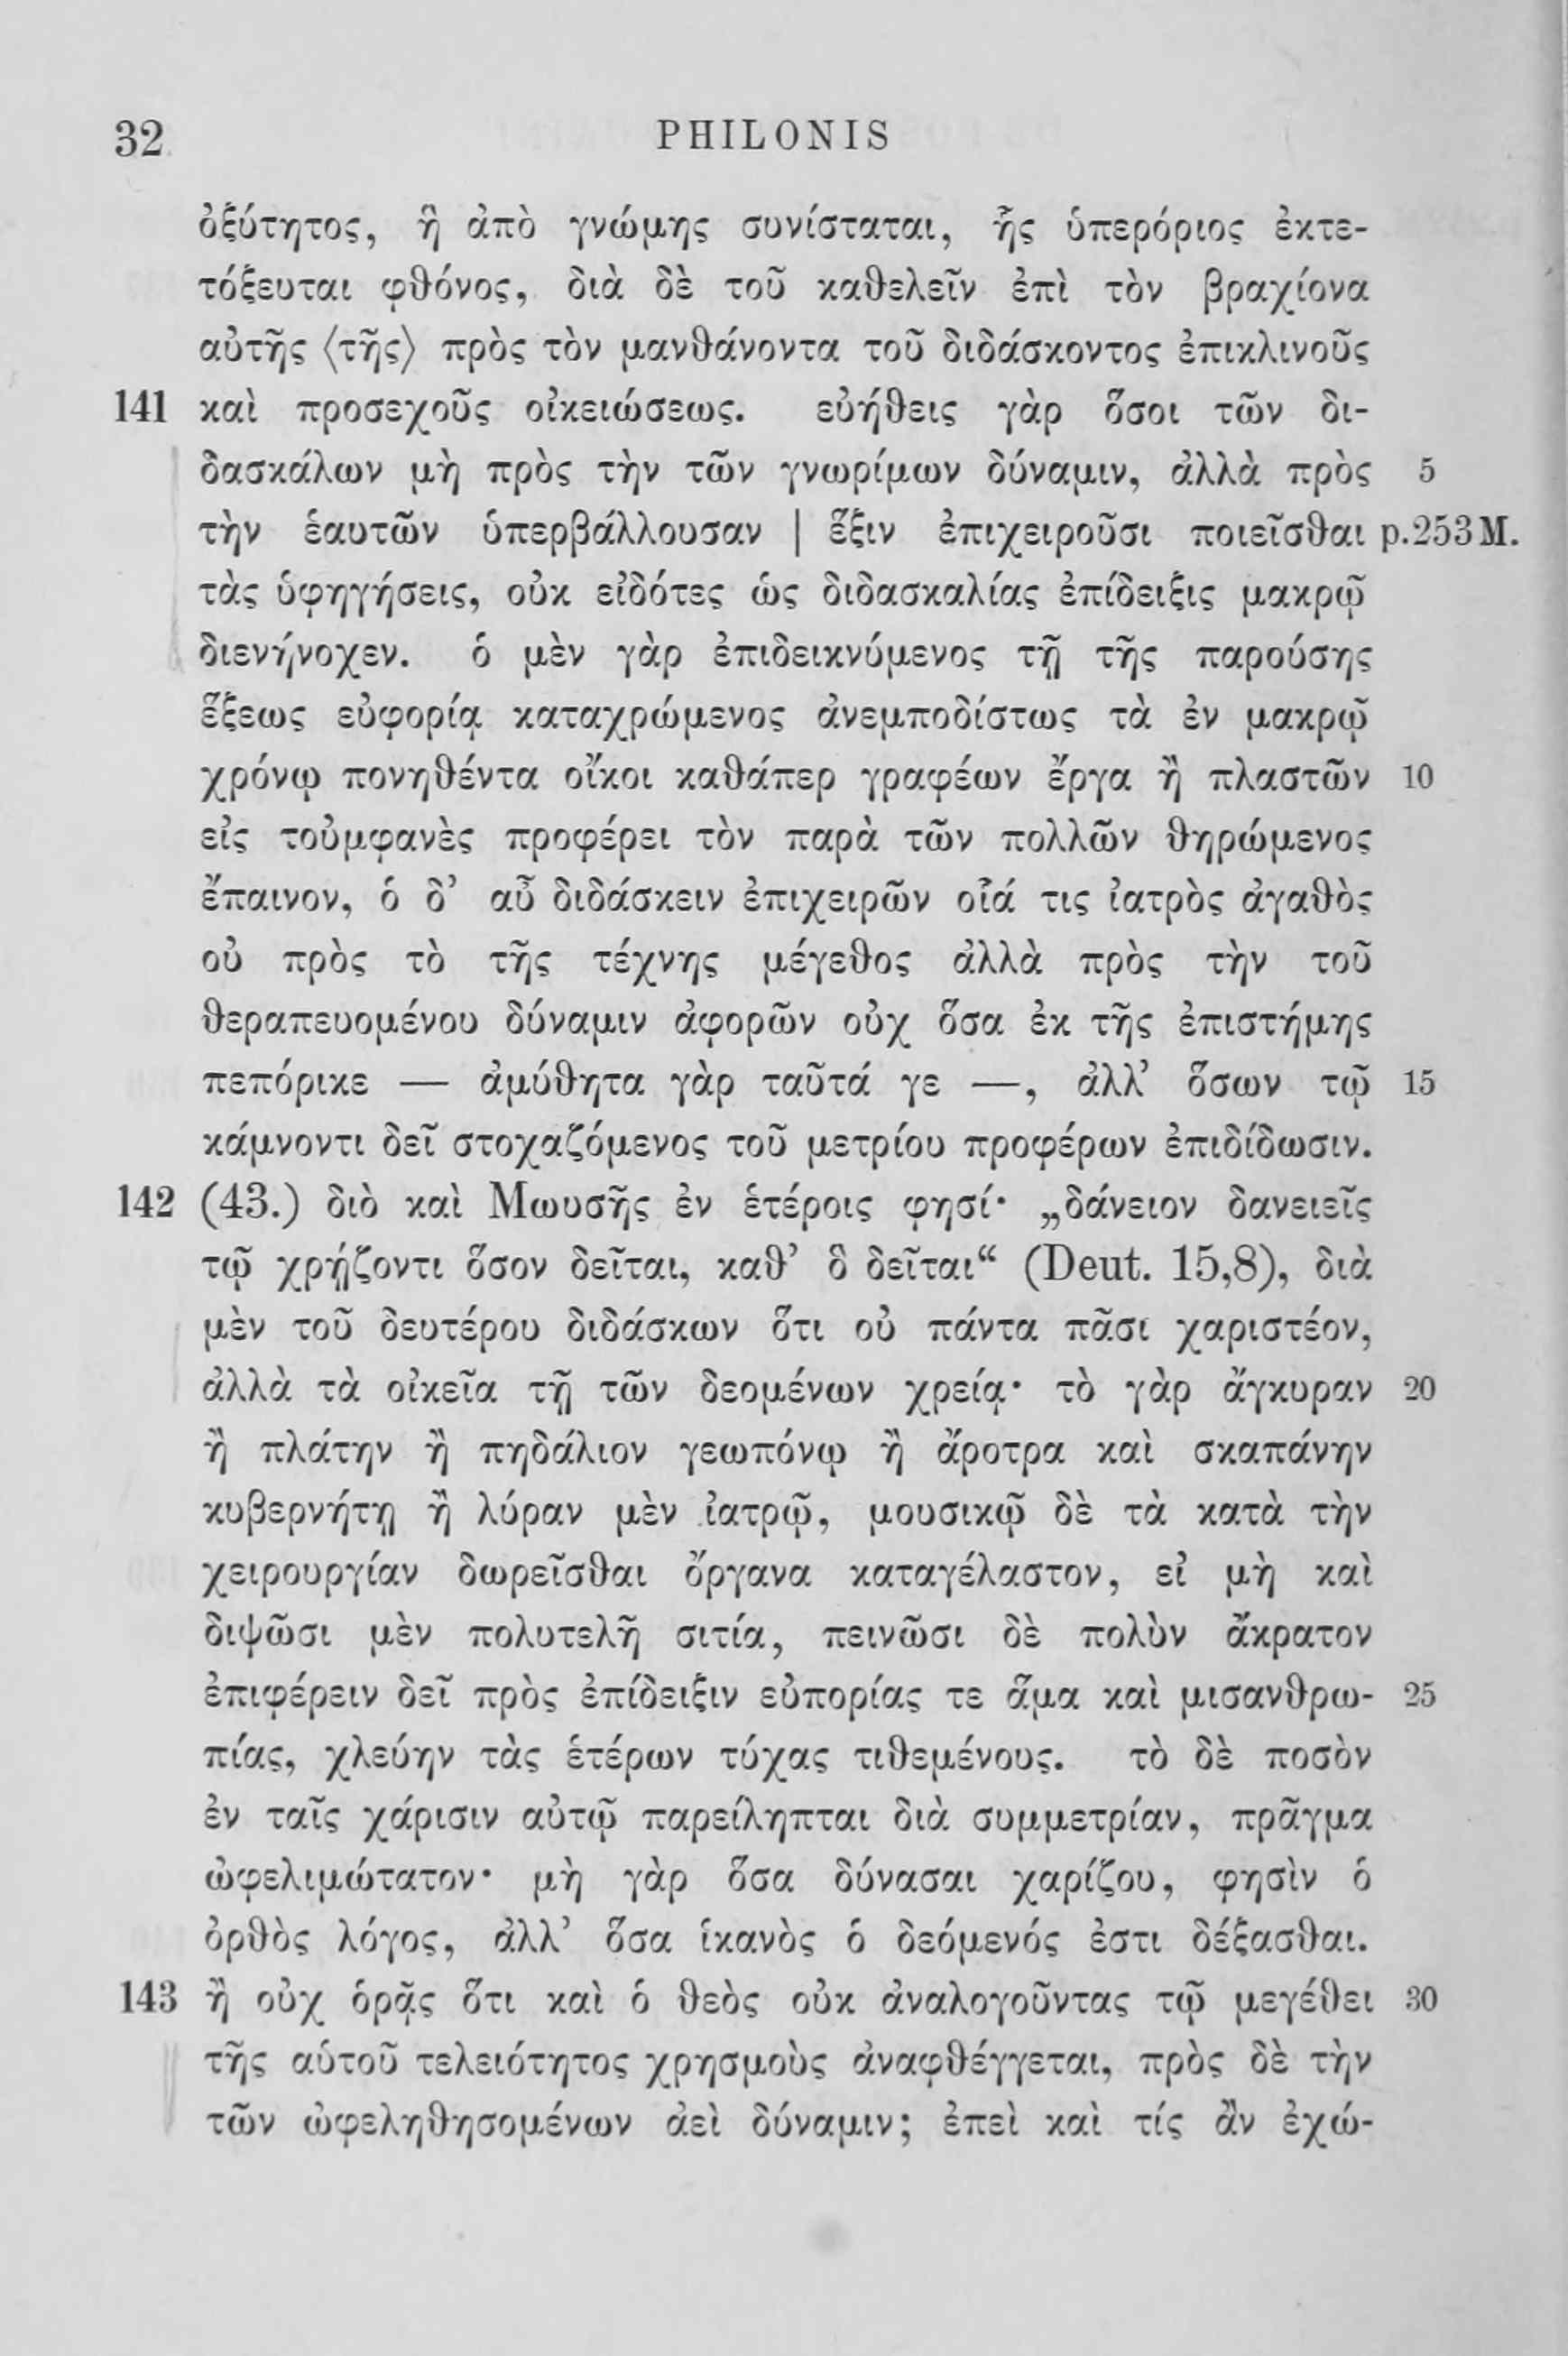 32 PHILONIS
ὀξύτητος, ἣ ἀπὸ γνώμης συνίσταται, ἧς ὑπερόριος ἐκτε-
τόξευται φθόνος, διὰ δὲ τοῦ καθελεῖν ἐπὶ τὸν βραχίονα
αὐτῆς ⟨τῆς⟩ πρὸς τὸν μανθάνοντα τοῦ διδάσκοντος ἐπικλινοῦς
141 καὶ προσεχοῦς οἰκειώσεως. εὐήθεις γὰρ ὅσοι τῶν δι-
δασκάλων μὴ πρὸς τὴν τῶν γνωρίμων δύναμιν, ἀλλὰ πρὸς 5
τὴν ἑαυτῶν ὑπερβάλλουσαν | ἕξιν ἐπιχειροῦσι ποιεῖσθαι p.253 M.
τὰς ὑφηγήσεις, οὐκ εἰδότες ὡς διδασκαλίας ἐπίδειξις μακρῷ
διενήνοχεν. ὁ μὲν γὰρ ἐπιδεικνύμενος τῇ τῆς παρούσης
ἕξεως εὐφορίᾳ καταχρώμενος ἀνεμποδίστως τὰ ἐν μακρῷ
χρόνῳ πονηθέντα οἴκοι καθάπερ γραφέων ἔργα ἢ πλαστῶν 10
εἰς τοὐμφανὲς προφέρει τὸν παρὰ τῶν πολλῶν θηρώμενος
ἔπαινον, ὁ δ’ αὖ διδάσκειν ἐπιχειρῶν οἷά τις ἰατρὸς ἀγαθὸς
οὐ πρὸς τὸ τῆς τέχνης μέγεθος ἀλλὰ πρὸς τὴν τοῦ
θεραπευομένου δύναμιν ἀφορῶν οὐχ ὅσα ἐκ τῆς ἐπιστήμης
πεπόρικε — ἀμύθητα γὰρ ταῦτά γε —, ἀλλ’ ὅσων τῷ 15
κάμνοντι δεῖ στοχαζόμενος τοῦ μετρίου προφέρων ἐπιδίδωσιν.
142 (43.) διὸ καὶ Μωυσῆς ἐν ἑτέροις φησί· „δάνειον δανειεῖς
τῷ χρῄζοντι ὅσον δεῖται, καθ’ ὃ δεῖται“ (Deut. 15,8), διὰ
μὲν τοῦ δευτέρου διδάσκων ὅτι οὐ πάντα πᾶσι χαριστέον,
ἀλλὰ τὰ οἰκεῖα τῇ τῶν δεομένων χρείᾳ· τὸ γὰρ ἄγκυραν 20
ἢ πλάτην ἢ πηδάλιον γεωπόνῳ ἢ ἄροτρα καὶ σκαπάνην
κυβερνήτῃ ἢ λύραν μὲν ἰατρῷ, μουσικῷ δὲ τὰ κατὰ τὴν
χειρουργίαν δωρεῖσθαι ὄργανα καταγέλαστον, εἰ μὴ καὶ
διψῶσι μὲν πολυτελῆ σιτία, πεινῶσι δὲ πολὺν ἄκρατον
ἐπιφέρειν δεῖ πρὸς ἐπίδειξιν εὐπορίας τε ἅμα καὶ μισανθρω- 25
πίας, χλεύην τὰς ἑτέρων τύχας τιθεμένους. τὸ δὲ ποσὸν
ἐν ταῖς χάρισιν αὐτῷ παρείληπται διὰ συμμετρίαν, πρᾶγμα
ὠφελιμώτατον· μὴ γὰρ ὅσα δύνασαι χαρίζου, φησὶν ὁ
ὀρθὸς λόγος, ἀλλ’ ὅσα ἱκανὸς ὁ δεόμενός ἐστι δέξασθαι.
143 ἢ οὐχ ὁρᾷς ὅτι καὶ ὁ θεὸς οὐκ ἀναλογοῦντας τῷ μεγέθει 30
τῆς αὑτοῦ τελειότητος χρησμοὺς ἀναφθέγγεται, πρὸς δὲ τὴν
τῶν ὠφεληθησομένων ἀεὶ δύναμιν; ἐπεὶ καὶ τίς ἂν ἐχώ-